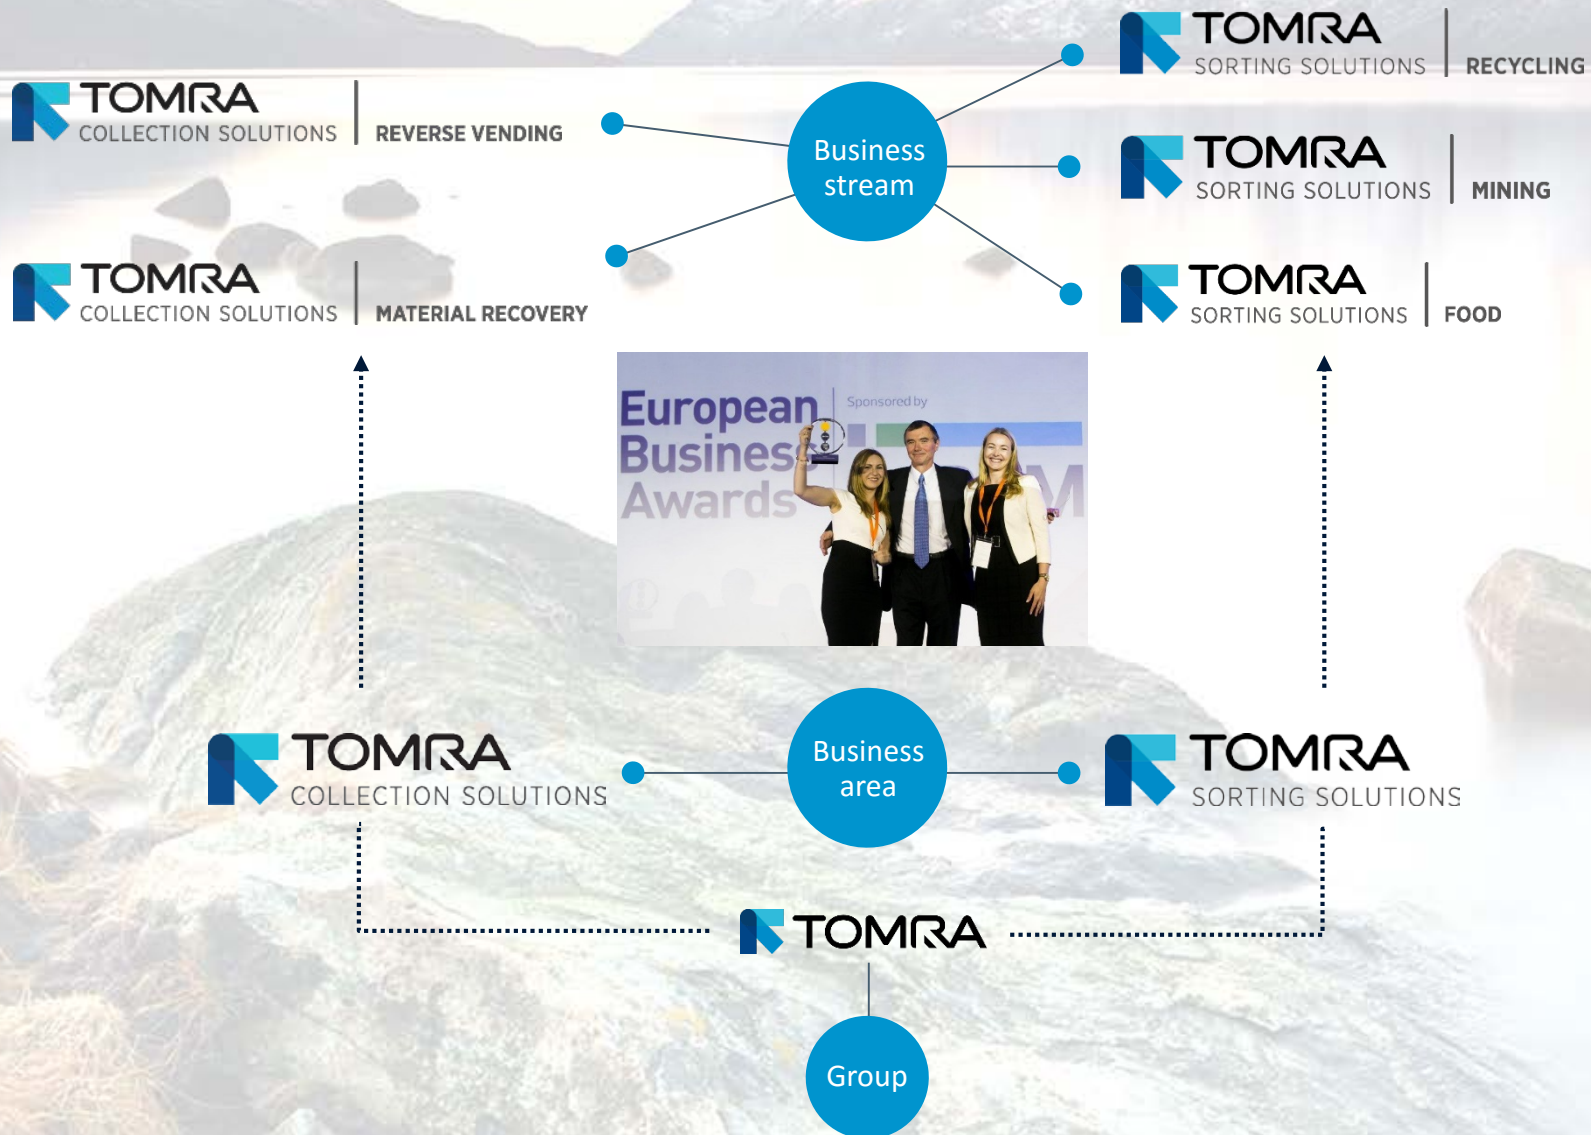 TOMRA
COLLECTION SOLUTIONS
REVERSE VENDING
TOMRA
COLLECTION SOLUTIONS
MATERIAL RECOVERY
Business
stream
TOMRA
SORTING SOLUTIONS
RECYCLING
TOMRA
SORTING SOLUTIONS
MINING
TOMRA
SORTING SOLUTIONS
FOOD
European
Business
Awards
Sponsored by
M
TOMRA
COLLECTION SOLUTIONS
Business
area
TOMRA
SORTING SOLUTIONS
TOMRA
Group